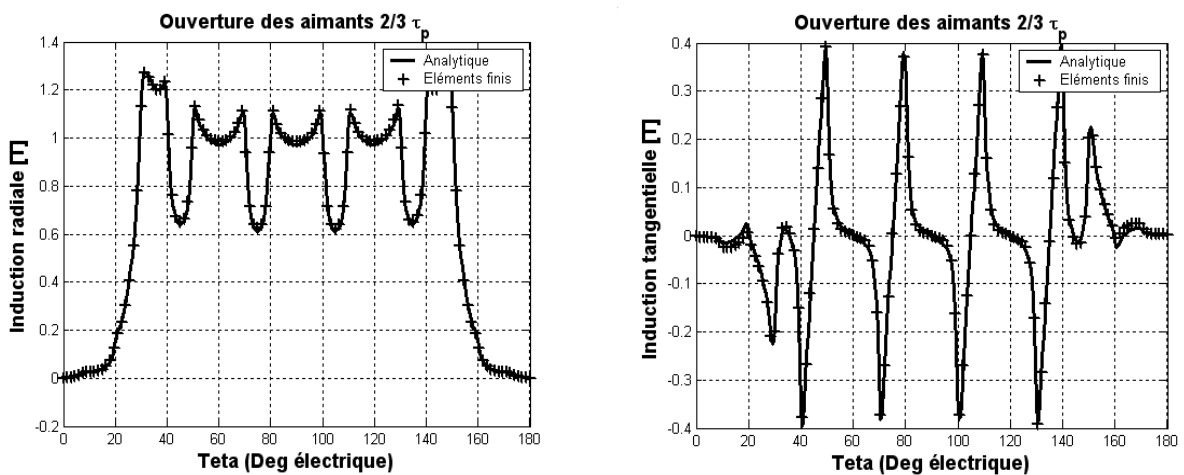 Ouverture des aimants 2/3 τp
1.4
1.2
1
0.8
0.6
0.4
0.2
0
-0.2
Induction radiale [T]
Analytique
Eléments finis
0 20 40 60 80 100 120 140 160 180
Teta (Deg électrique)
Ouverture des aimants 2/3 τp
0.4
0.3
0.2
0.1
0
-0.1
-0.2
-0.3
-0.4
Induction tangentielle [T]
Analytique
Eléments finis
0 20 40 60 80 100 120 140 160 180
Teta (Deg électrique)